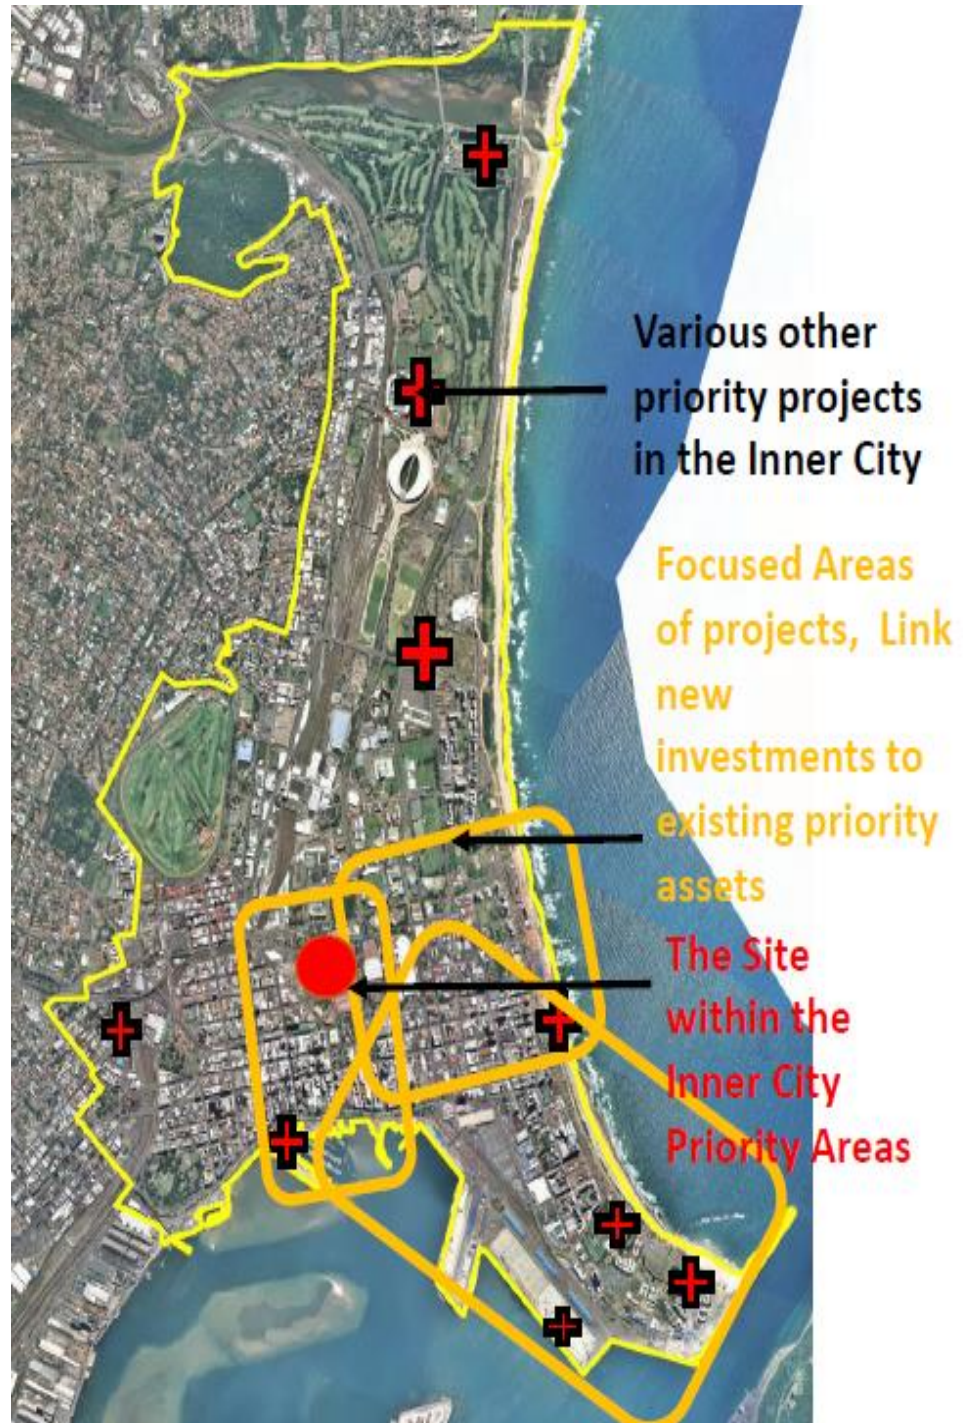 Various other
priority projects
in the Inner City
Focused Areas
of projects, Link
new
investments to
existing priority
assets
The Site
within the
Inner City
Priority Areas